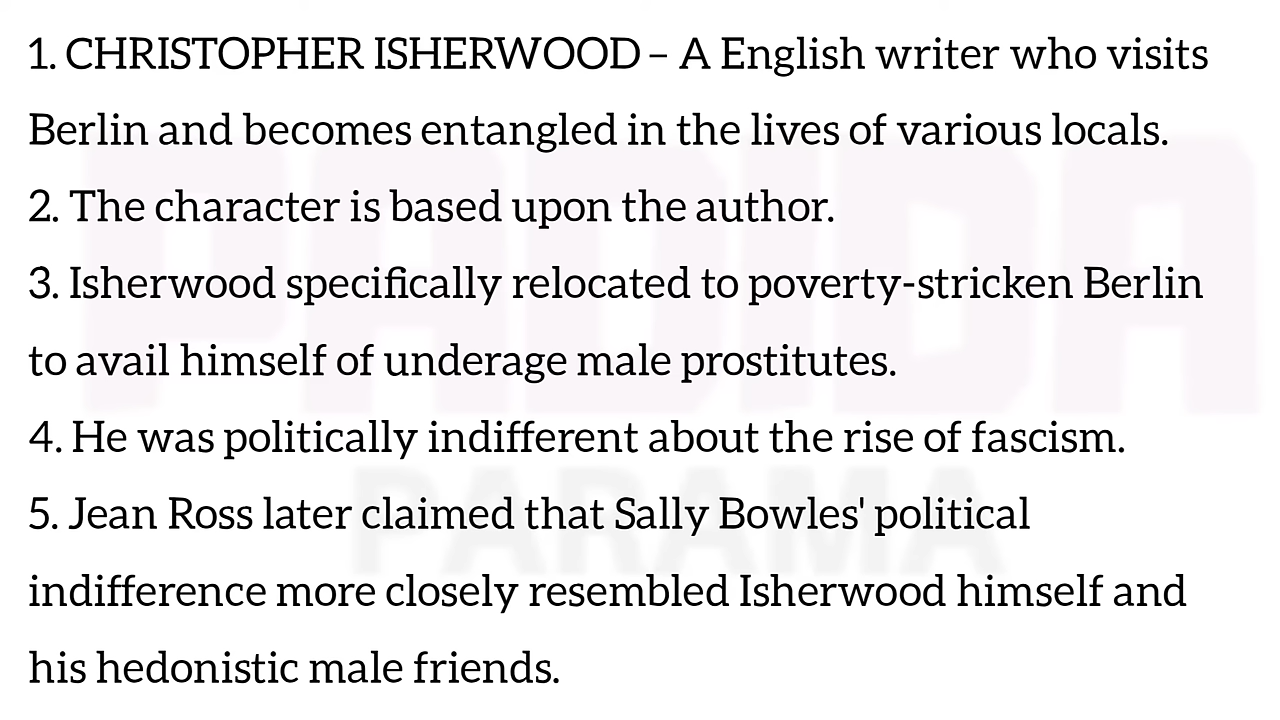 1. CHRISTOPHER ISHERWOOD – A English writer who visits
Berlin and becomes entangled in the lives of various locals.
2. The character is based upon the author.
3. Isherwood specifically relocated to poverty-stricken Berlin
to avail himself of underage male prostitutes.
4. He was politically indifferent about the rise of fascism.
5. Jean Ross later claimed that Sally Bowles' political
indifference more closely resembled Isherwood himself and
his hedonistic male friends.
PADIDA
PARAMA